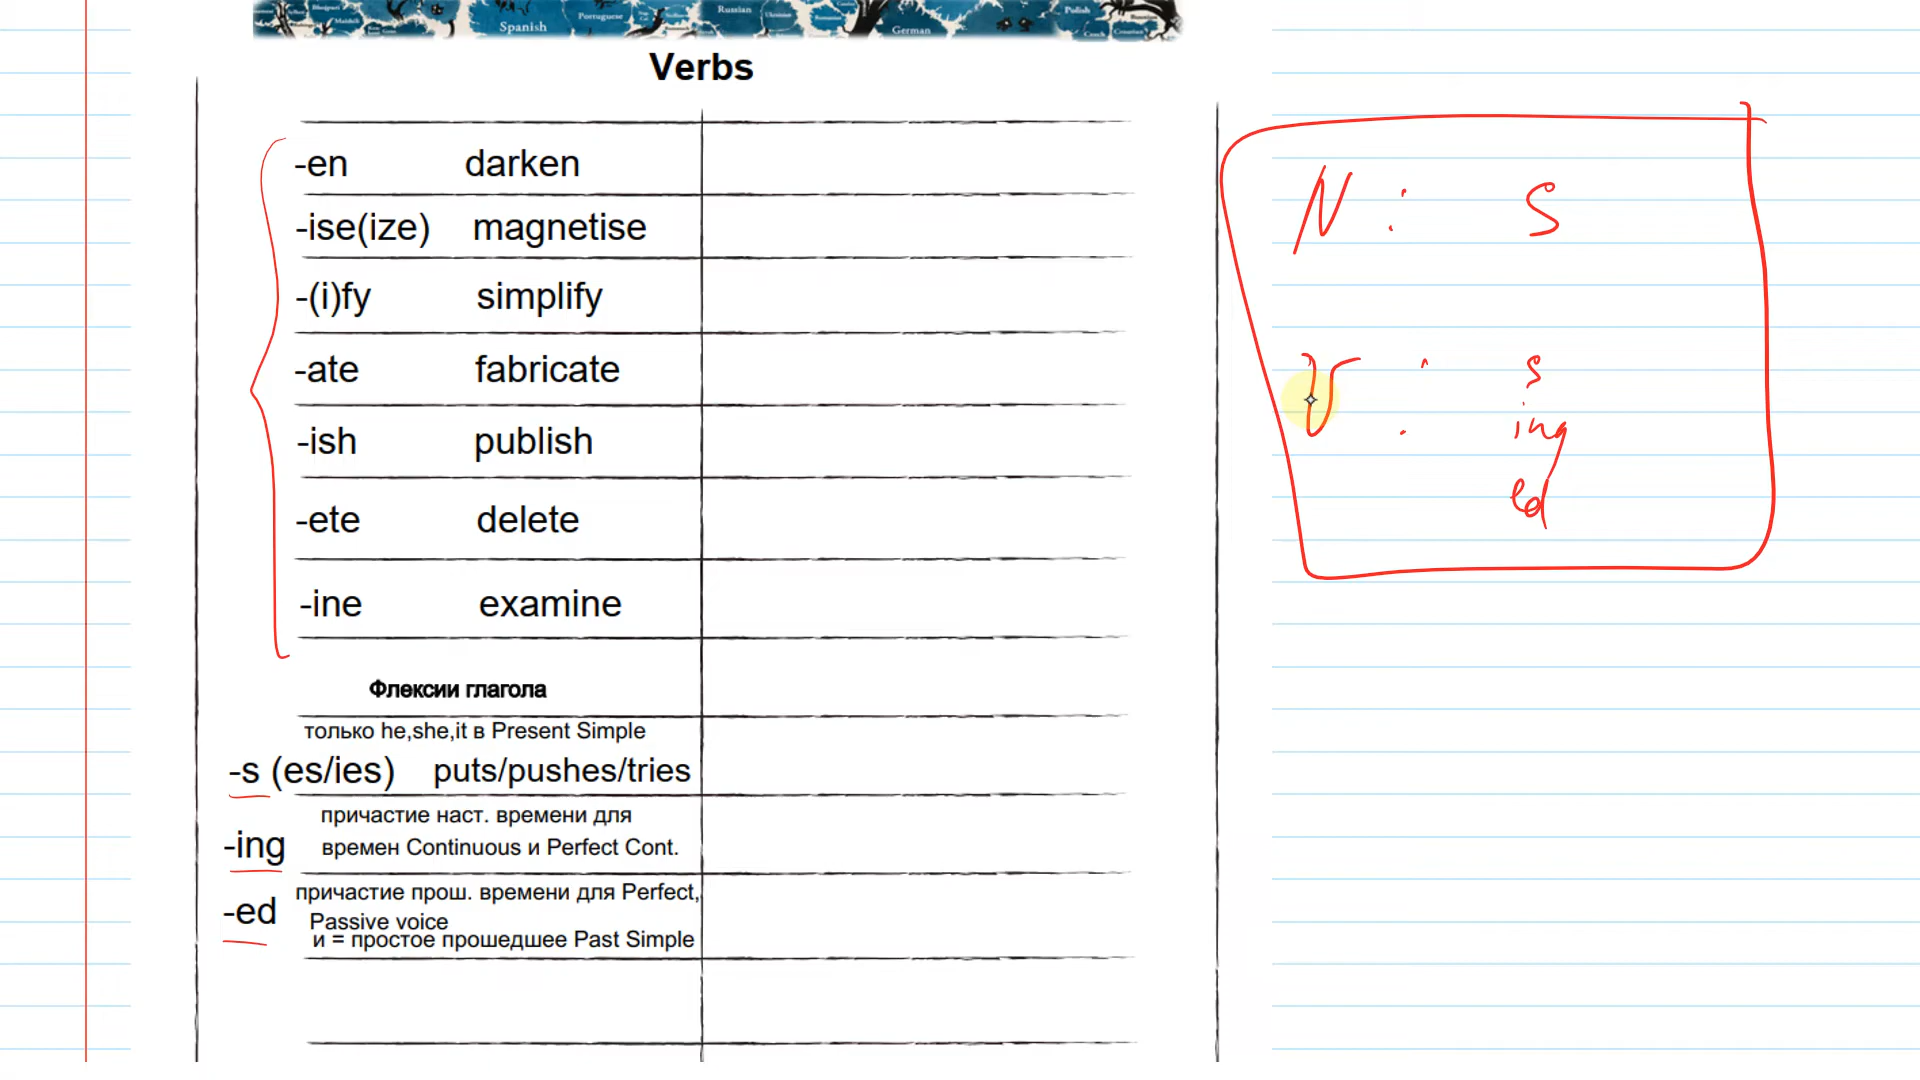 Spanish
Portuguese
Russian
German
Polish
Czech
Croatian
Verbs
-en darken
-ise(ize) magnetise
-(i)fy simplify
-ate fabricate
-ish publish
-ete delete
-ine examine
Флексии глагола
только he,she,it в Present Simple
-s (es/ies) puts/pushes/tries
причастие наст. времени для
-ing времен Continuous и Perfect Cont.
причастие прош. времени для Perfect,
-ed Passive voice
и = простое прошедшее Past Simple
N : S
V : s
ing
ed